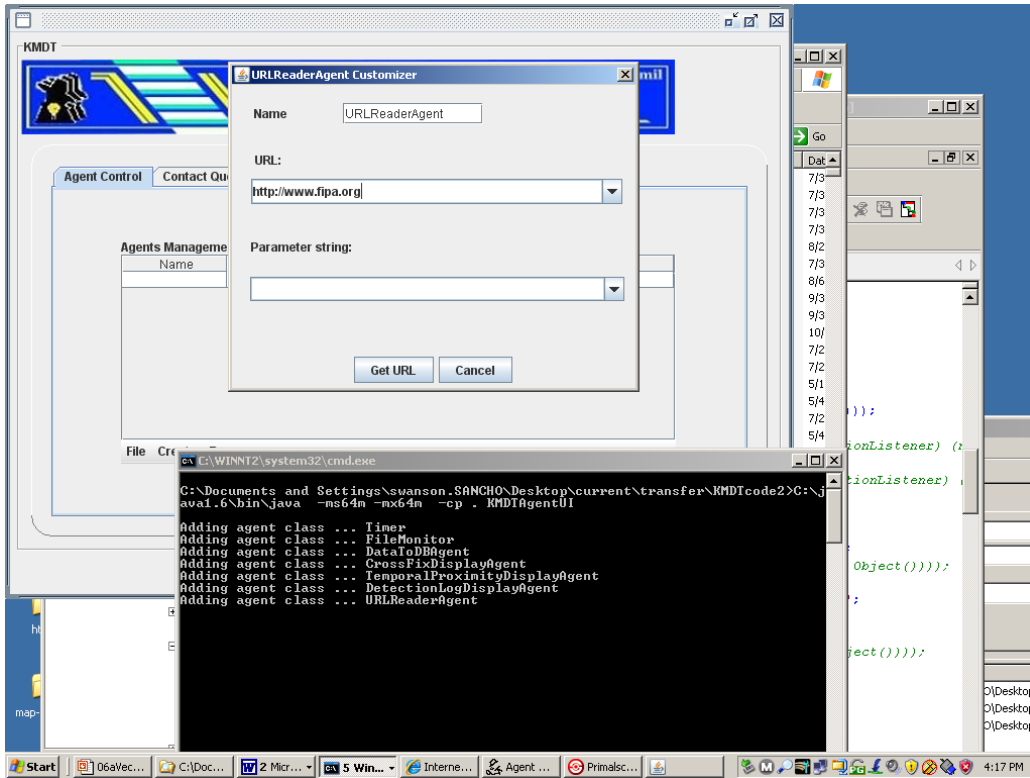 KMDT
mil
URLReaderAgent Customizer
Name
URLReaderAgent
URL:
http://www.fipa.org
Parameter string:
Get URL
Cancel
Agent Control
Contact Qu
Agents Manageme
Name
File
Go
Dat
7/3
7/3
7/3
7/3
8/2
7/3
8/6
9/3
9/3
10/
7/2
7/2
5/1
5/4
7/2
5/4
));
ionListener) (
tionListener)
Object())));
";
ject())));
C:\WINNT2\system32\cmd.exe
C:\Documents and Settings\swanson.SANCHO\Desktop\current\transfer\KMDTcode2>C:\j
ava1.6\bin\java -ms64m -mx64m -cp . KMDTAgentUI
Adding agent class ... Timer
Adding agent class ... FileMonitor
Adding agent class ... DataToDBAgent
Adding agent class ... CrossFixDisplayAgent
Adding agent class ... TemporalProximityDisplayAgent
Adding agent class ... DetectionLogDisplayAgent
Adding agent class ... URLReaderAgent
ht
map-
O\Deskto
O\Deskto
O\Deskto
Start
06aVec...
C:\Doc...
2 Micr...
5 Win...
Interne...
Agent ...
Primalsc...
4:17 PM